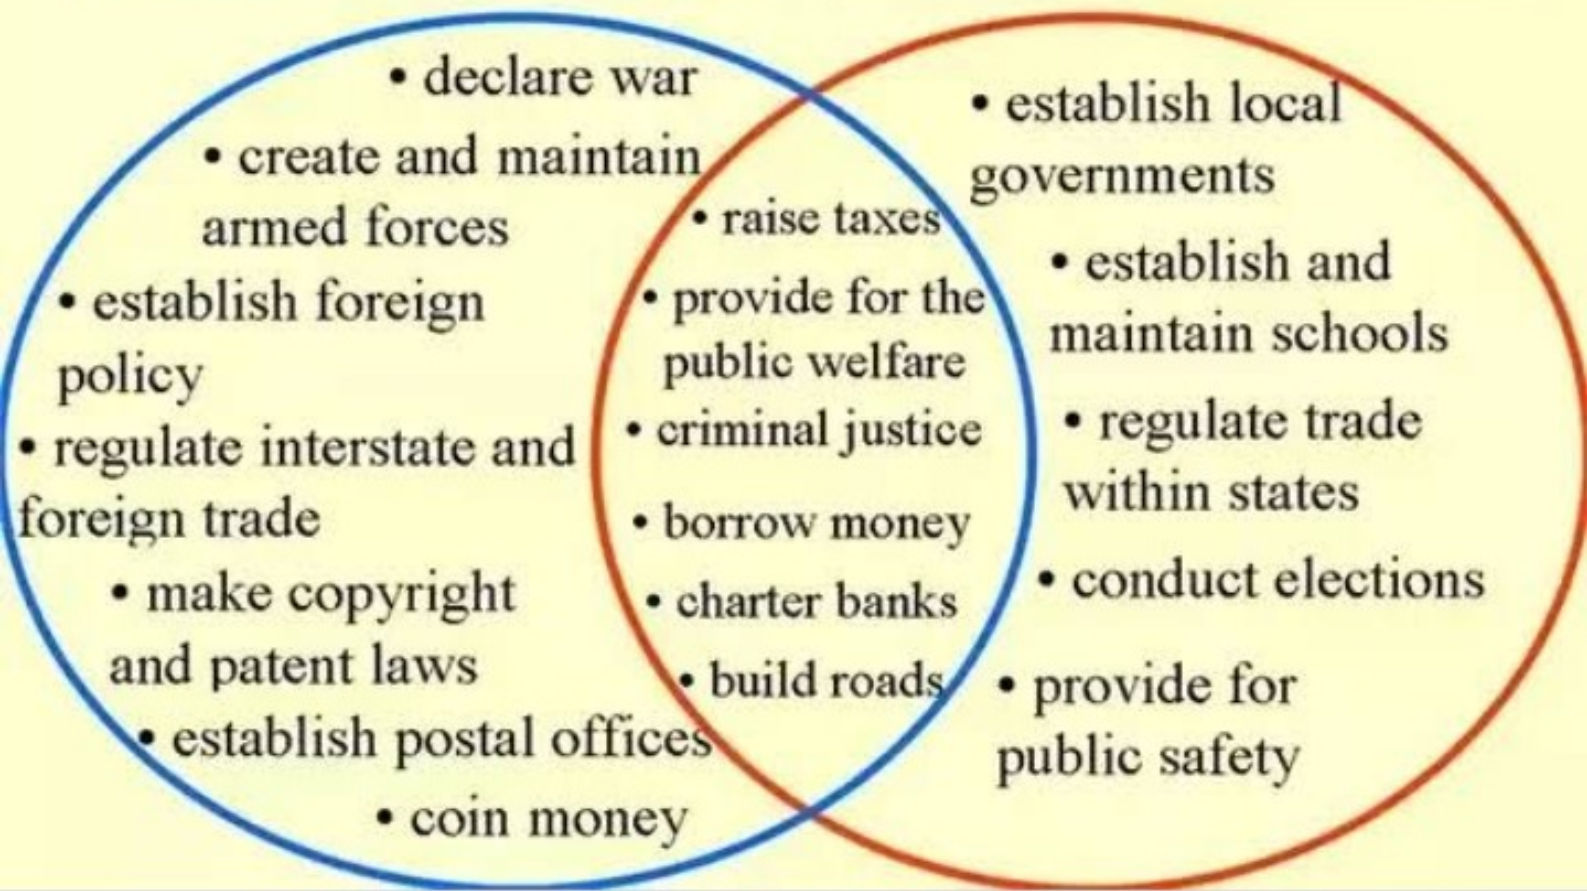 • declare war
• create and maintain
armed forces
• establish foreign
policy
• regulate interstate and
foreign trade
• make copyright
and patent laws
• establish postal offices
• coin money
• raise taxes
• provide for the
public welfare
• criminal justice
• borrow money
• charter banks
• build roads
• establish local
governments
• establish and
maintain schools
• regulate trade
within states
• conduct elections
• provide for
public safety